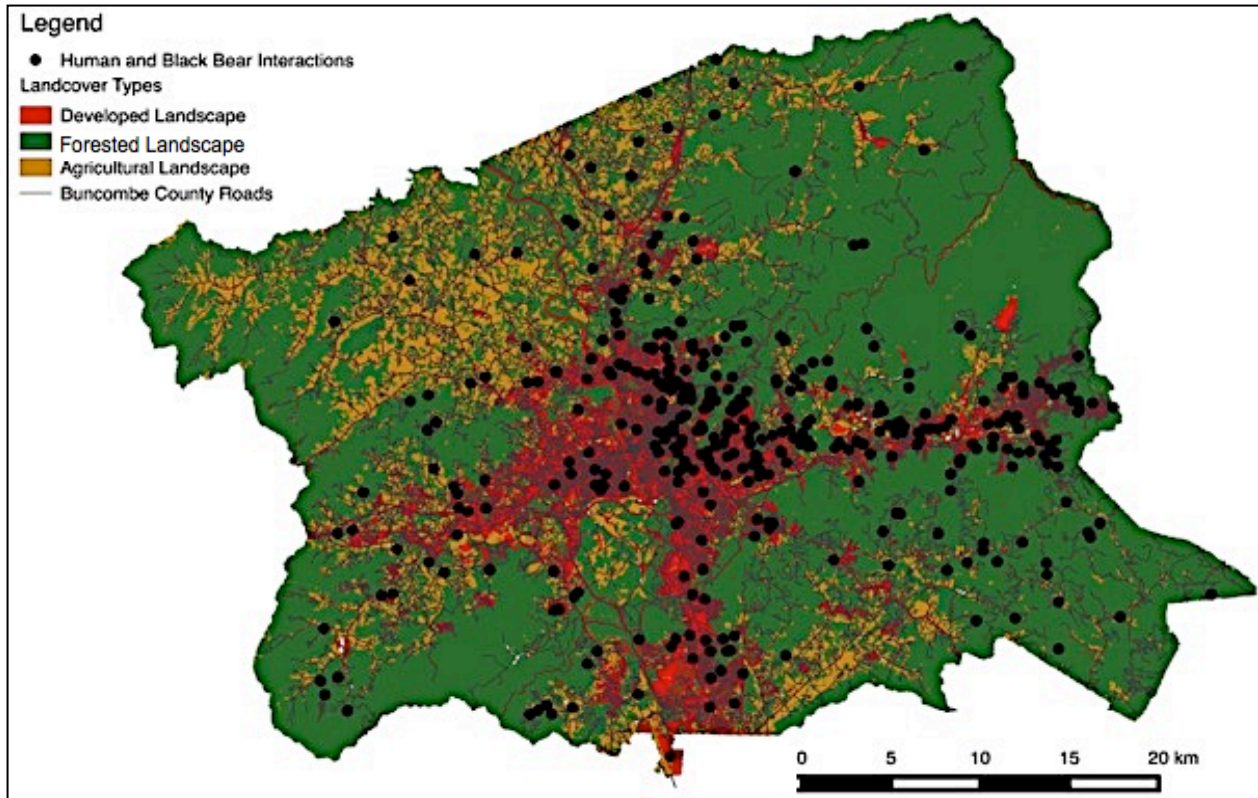 Legend
Human and Black Bear Interactions
Landcover Types
Developed Landscape
Forested Landscape
Agricultural Landscape
Buncombe County Roads
0 5 10 15 20 km